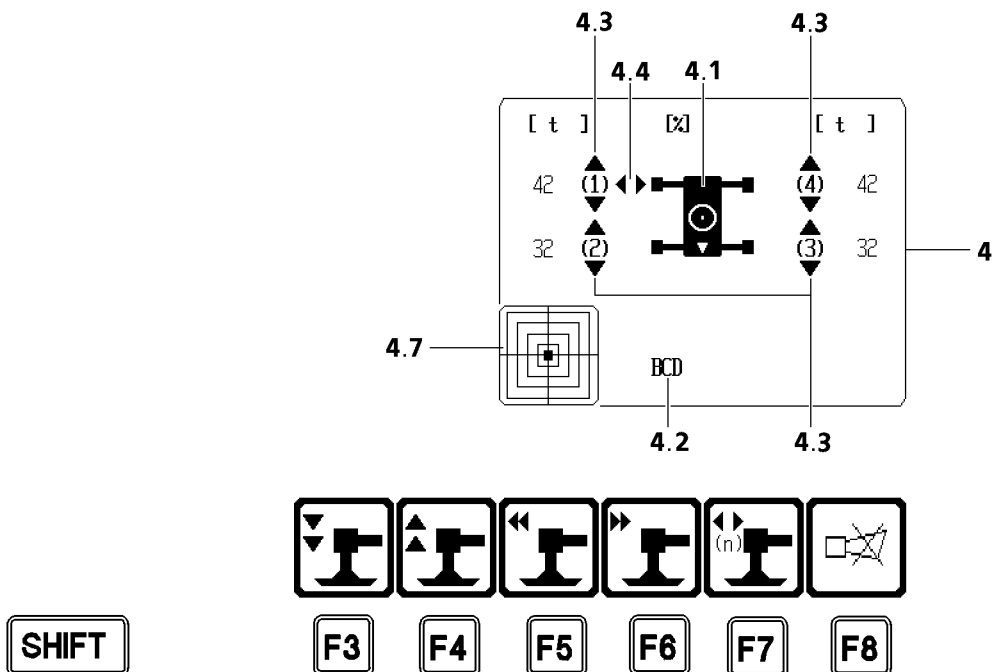 4.3 4.3
4.4 4.1
[ t ] [%] [ t ]
42 (1) (4) 42
32 (2) (3) 32
4
4.7
BCD
4.2 4.3
(n)
SHIFT F3 F4 F5 F6 F7 F8